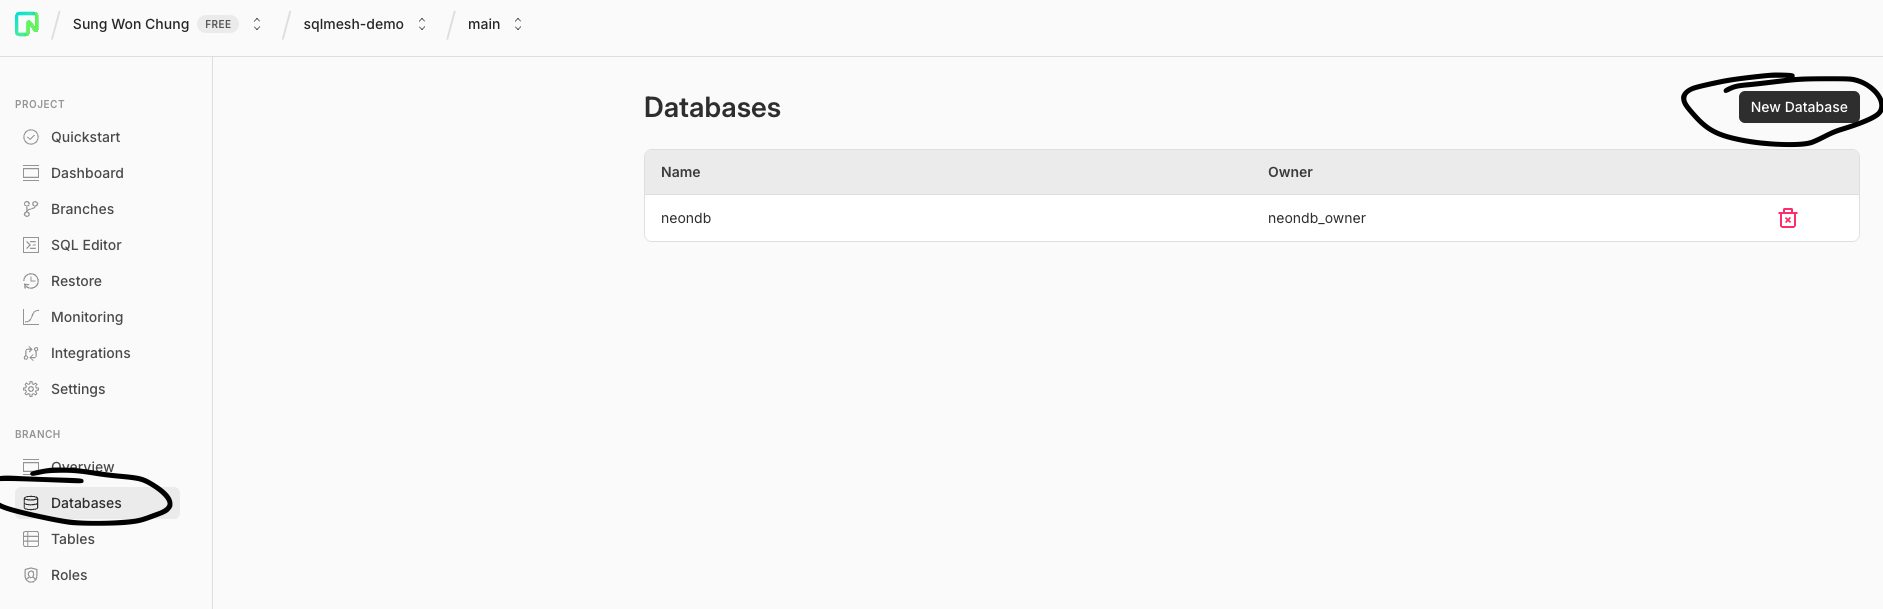 Sung Won Chung FREE sqlmesh-demo main
PROJECT
Quickstart
Dashboard
Branches
SQL Editor
Restore
Monitoring
Integrations
Settings
BRANCH
Overview
Databases
Tables
Roles
Databases
New Database
Name Owner
neondb neondb_owner